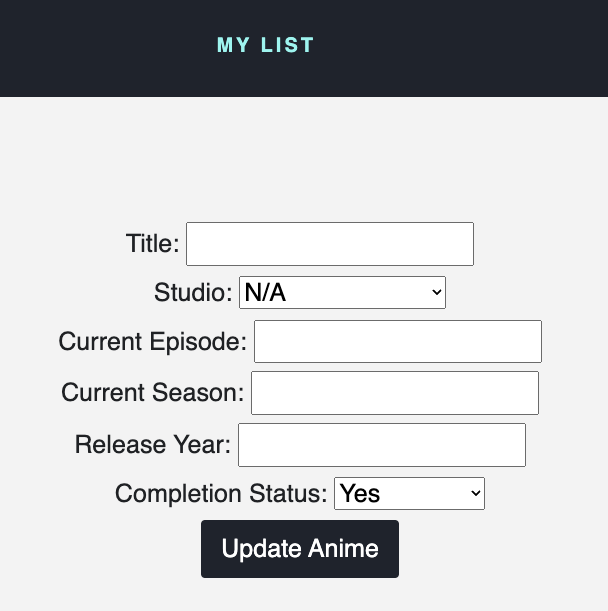 MY LIST
Title:
Studio: N/A
Current Episode:
Current Season:
Release Year:
Completion Status: Yes
Update Anime